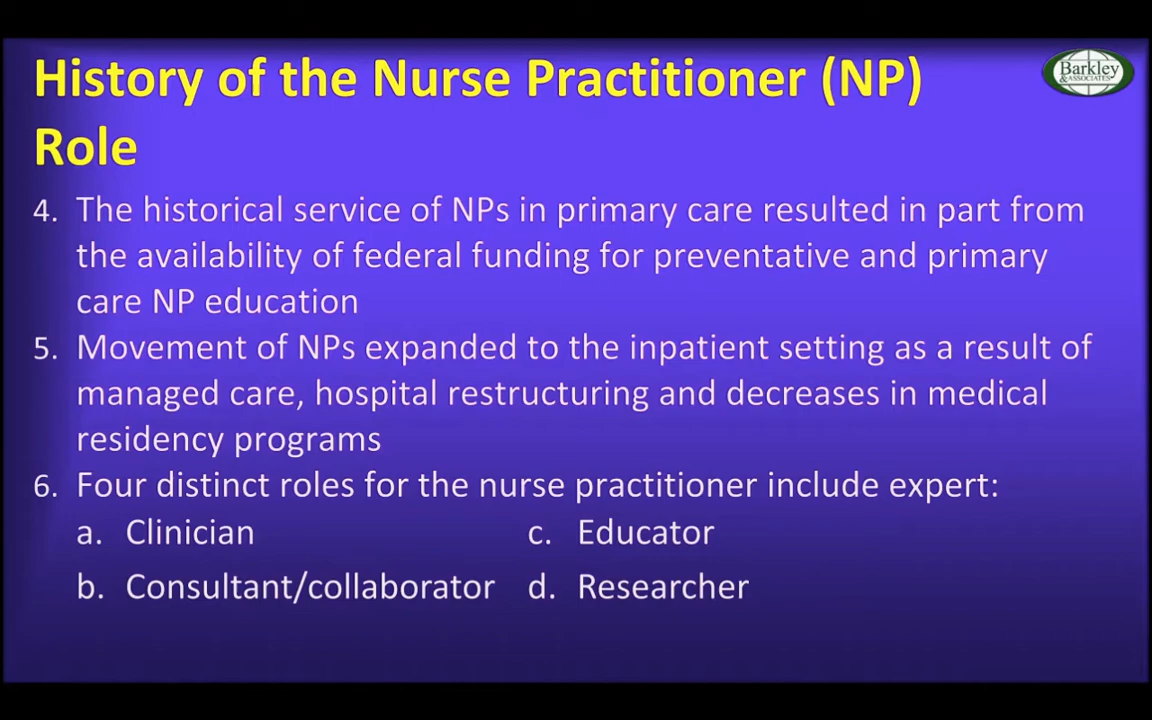 History of the Nurse Practitioner (NP)
Role
Barkley
& ASSOCIATES
4. The historical service of NPs in primary care resulted in part from
the availability of federal funding for preventative and primary
care NP education
5. Movement of NPs expanded to the inpatient setting as a result of
managed care, hospital restructuring and decreases in medical
residency programs
6. Four distinct roles for the nurse practitioner include expert:
a. Clinician c. Educator
b. Consultant/collaborator d. Researcher